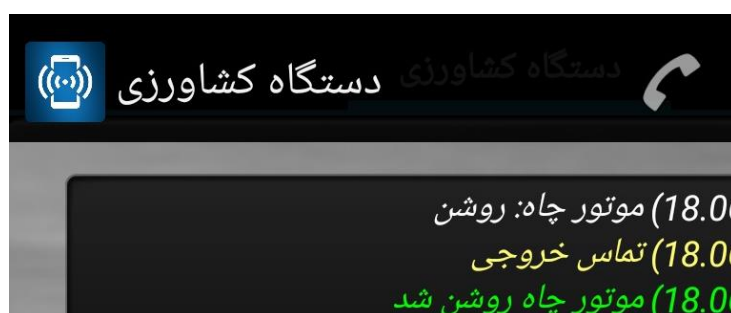 دستگاه کشاورزی
دستگاه کشاورزی
(18.0 موتور چاه: روشن
(18.0 تماس خروجی
(18.0 موتور چاه روشن شد